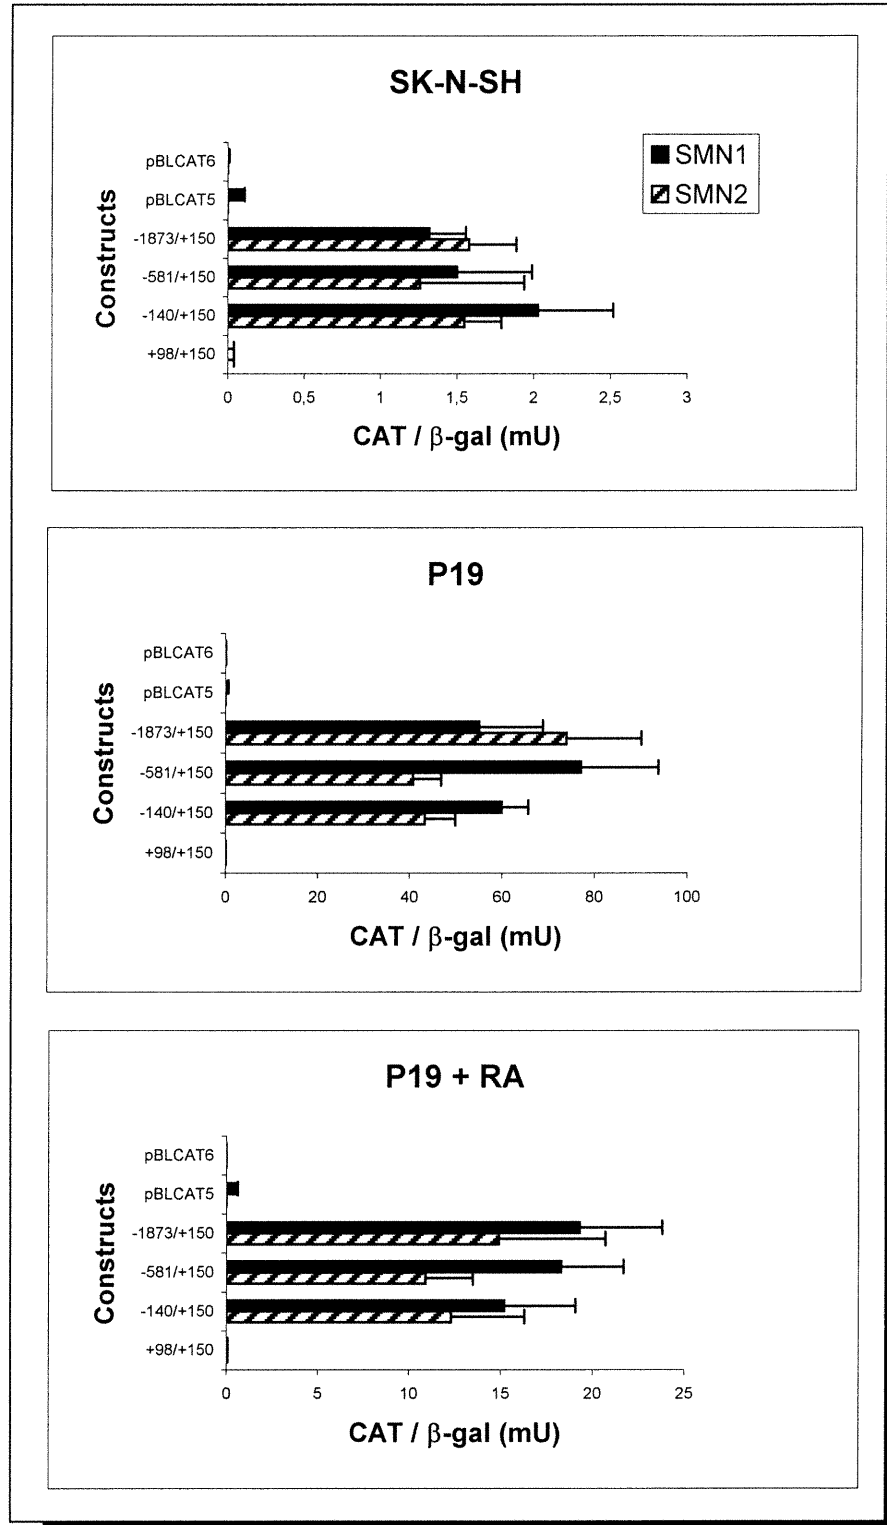 SK-N-SH
SMN1
SMN2
Constructs
pBLCAT6
pBLCAT5
-1873/+150
-581/+150
-140/+150
+98/+150
0 0,5 1 1,5 2 2,5 3
CAT / β-gal (mU)
P19
Constructs
pBLCAT6
pBLCAT5
-1873/+150
-581/+150
-140/+150
+98/+150
0 20 40 60 80 100
CAT / β-gal (mU)
P19 + RA
Constructs
pBLCAT6
pBLCAT5
-1873/+150
-581/+150
-140/+150
+98/+150
0 5 10 15 20 25
CAT / β-gal (mU)